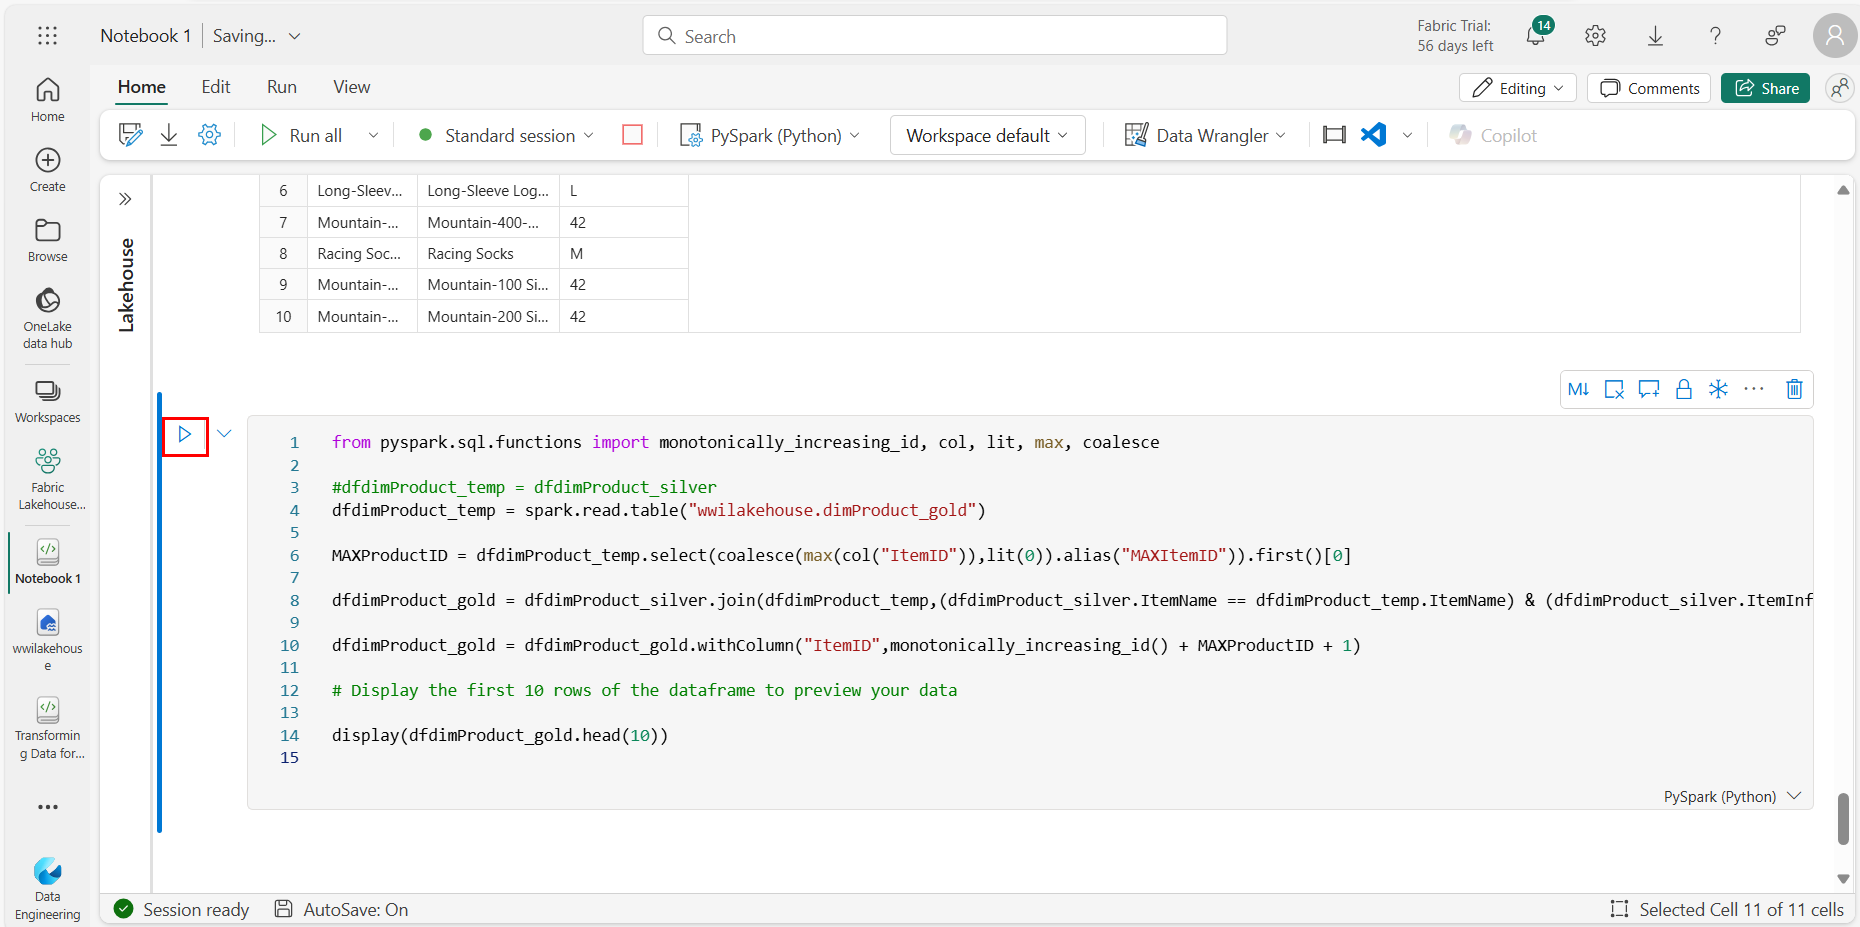 Notebook 1 Saving...
Search
Fabric Trial:
56 days left
14
Home
Create
Browse
OneLake
data hub
Workspaces
Fabric
Lakehouse...
Notebook 1
wwilakehous
e
Transformin
g Data for...
Data
Engineering
Home Edit Run View
Editing Comments Share
Run all Standard session PySpark (Python) Workspace default Data Wrangler Copilot
Lakehouse
6 Long-Sleev... Long-Sleeve Log... L
7 Mountain-... Mountain-400-... 42
8 Racing Soc... Racing Socks M
9 Mountain-... Mountain-100 Si... 42
10 Mountain-... Mountain-200 Si... 42
M↓
1 from pyspark.sql.functions import monotonically_increasing_id, col, lit, max, coalesce
2
3 #dfdimProduct_temp = dfdimProduct_silver
4 dfdimProduct_temp = spark.read.table("wwilakehouse.dimProduct_gold")
5
6 MAXProductID = dfdimProduct_temp.select(coalesce(max(col("ItemID")),lit(0)).alias("MAXItemID")).first()[0]
7
8 dfdimProduct_gold = dfdimProduct_silver.join(dfdimProduct_temp,(dfdimProduct_silver.ItemName == dfdimProduct_temp.ItemName) & (dfdimProduct_silver.ItemInf
9
10 dfdimProduct_gold = dfdimProduct_gold.withColumn("ItemID",monotonically_increasing_id() + MAXProductID + 1)
11
12 # Display the first 10 rows of the dataframe to preview your data
13
14 display(dfdimProduct_gold.head(10))
15
PySpark (Python)
Session ready AutoSave: On
Selected Cell 11 of 11 cells